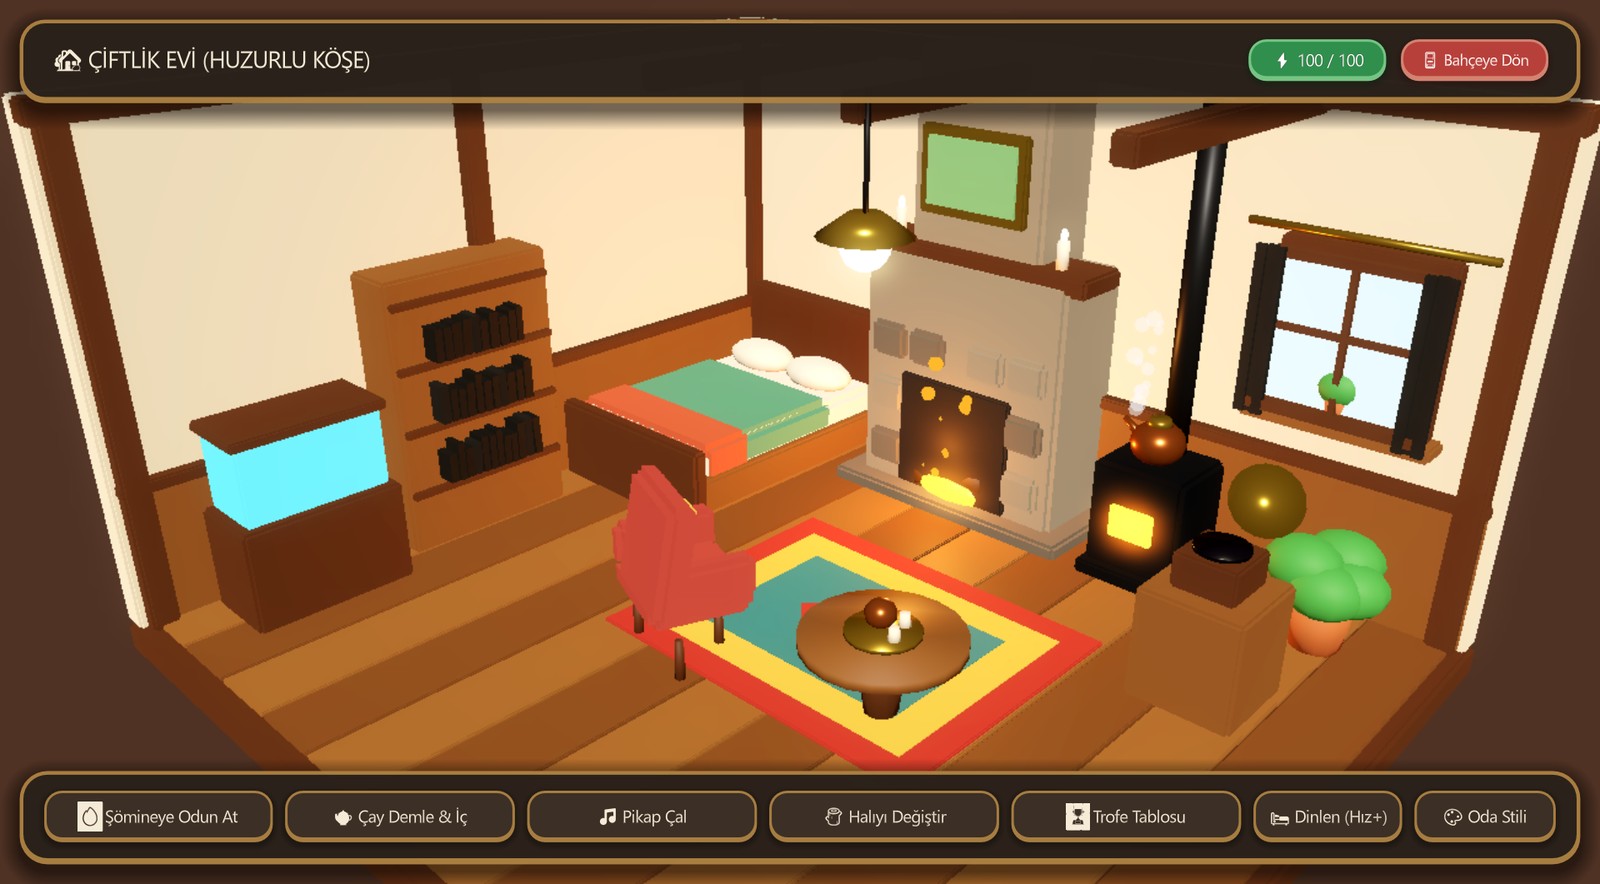 ÇİFTLİK EVİ (HUZURLU KÖŞE)
100 / 100
Bahçeye Dön
Şömineye Odun At
Çay Demle & İç
Pikap Çal
Halıyı Değiştir
Trofe Tablosu
Dinlen (Hız+)
Oda Stili